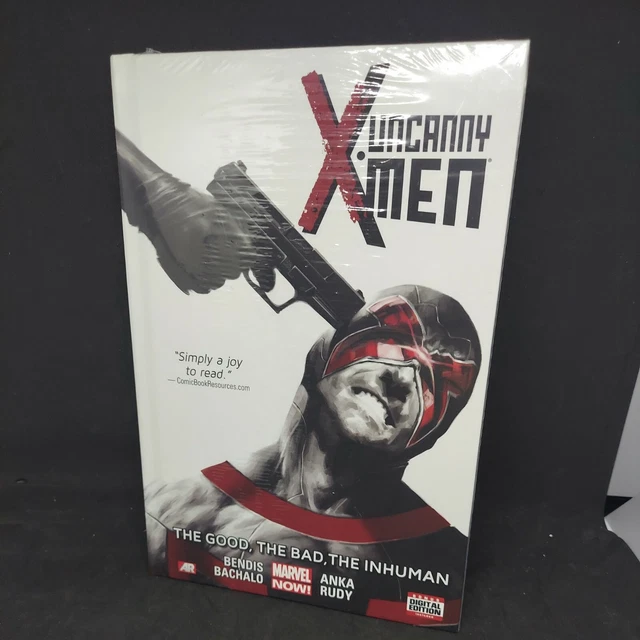 UNCANNY
X-MEN
"Simply a joy
to read."
— ComicBookResources.com
THE GOOD, THE BAD, THE INHUMAN
AR
BENDIS
BACHALO
MARVEL
NOW!
ANKA
RUDY
DIGITAL
EDITION